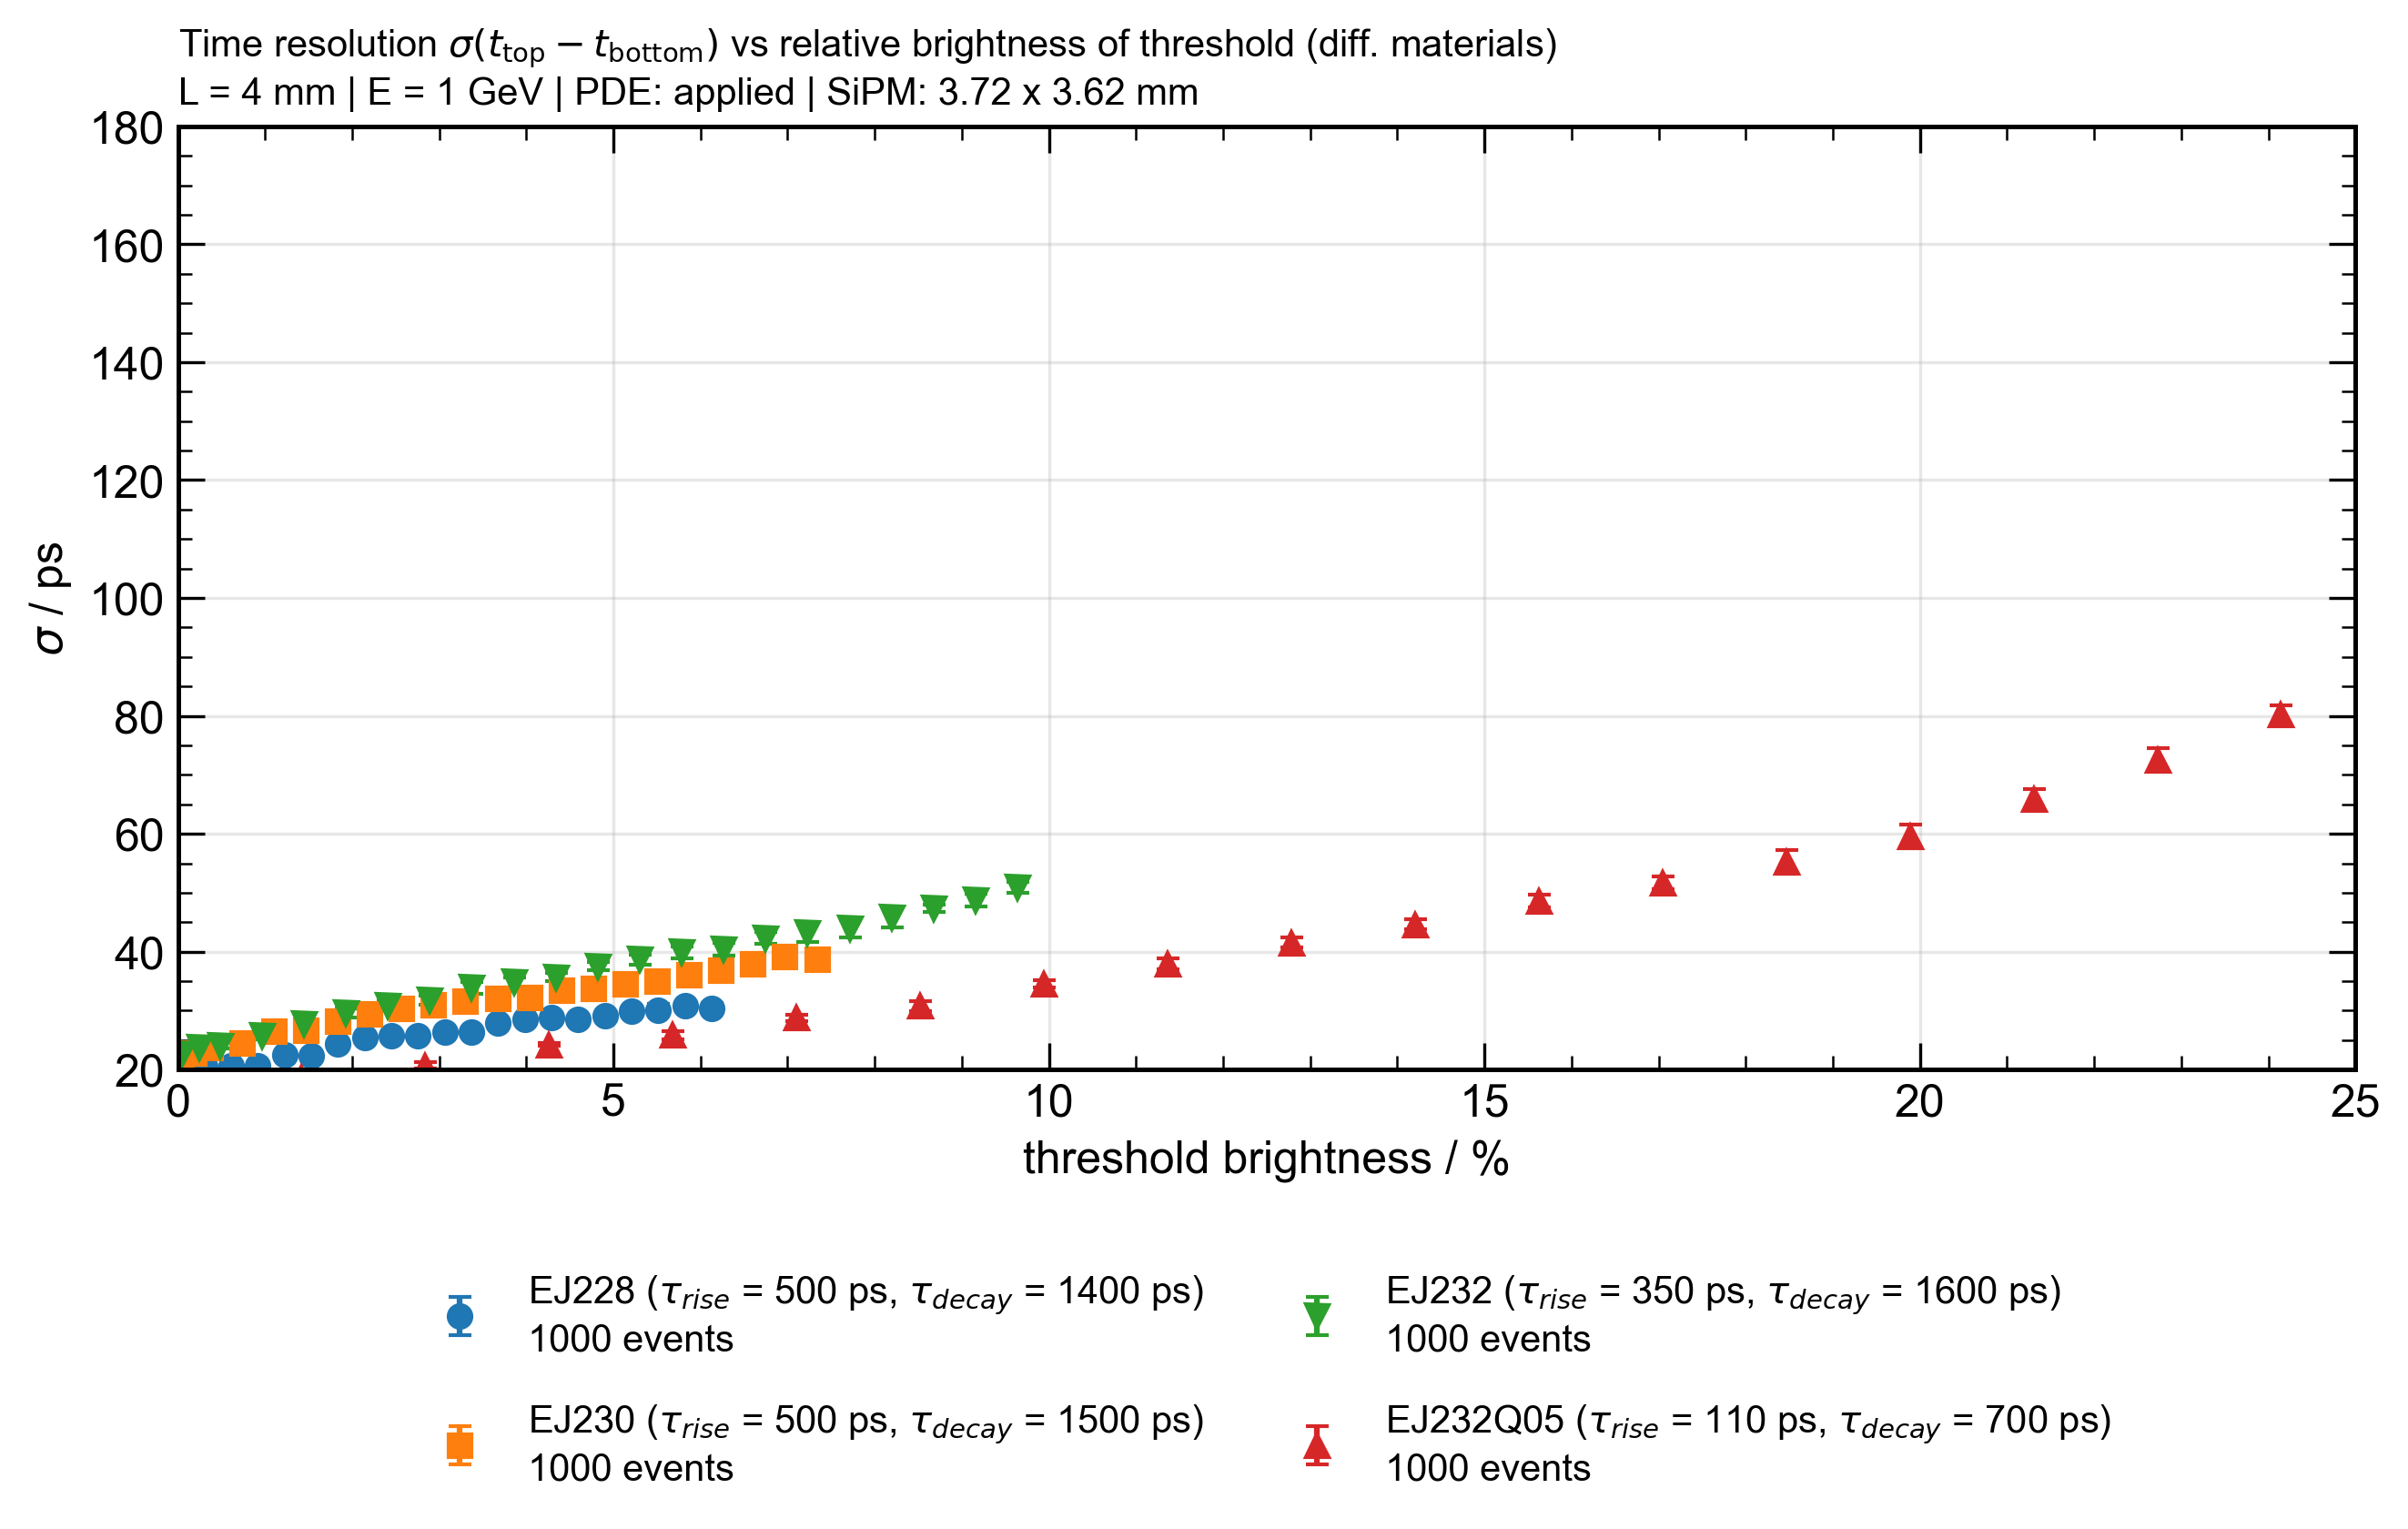 Time resolution σ(t_top − t_bottom) vs relative brightness of threshold (diff. materials)
L = 4 mm | E = 1 GeV | PDE: applied | SiPM: 3.72 x 3.62 mm
180
160
140
120
100
80
60
40
20
σ / ps
0 5 10 15 20 25
threshold brightness / %
EJ228 (τ_rise = 500 ps, τ_decay = 1400 ps)
1000 events
EJ230 (τ_rise = 500 ps, τ_decay = 1500 ps)
1000 events
EJ232 (τ_rise = 350 ps, τ_decay = 1600 ps)
1000 events
EJ232Q05 (τ_rise = 110 ps, τ_decay = 700 ps)
1000 events